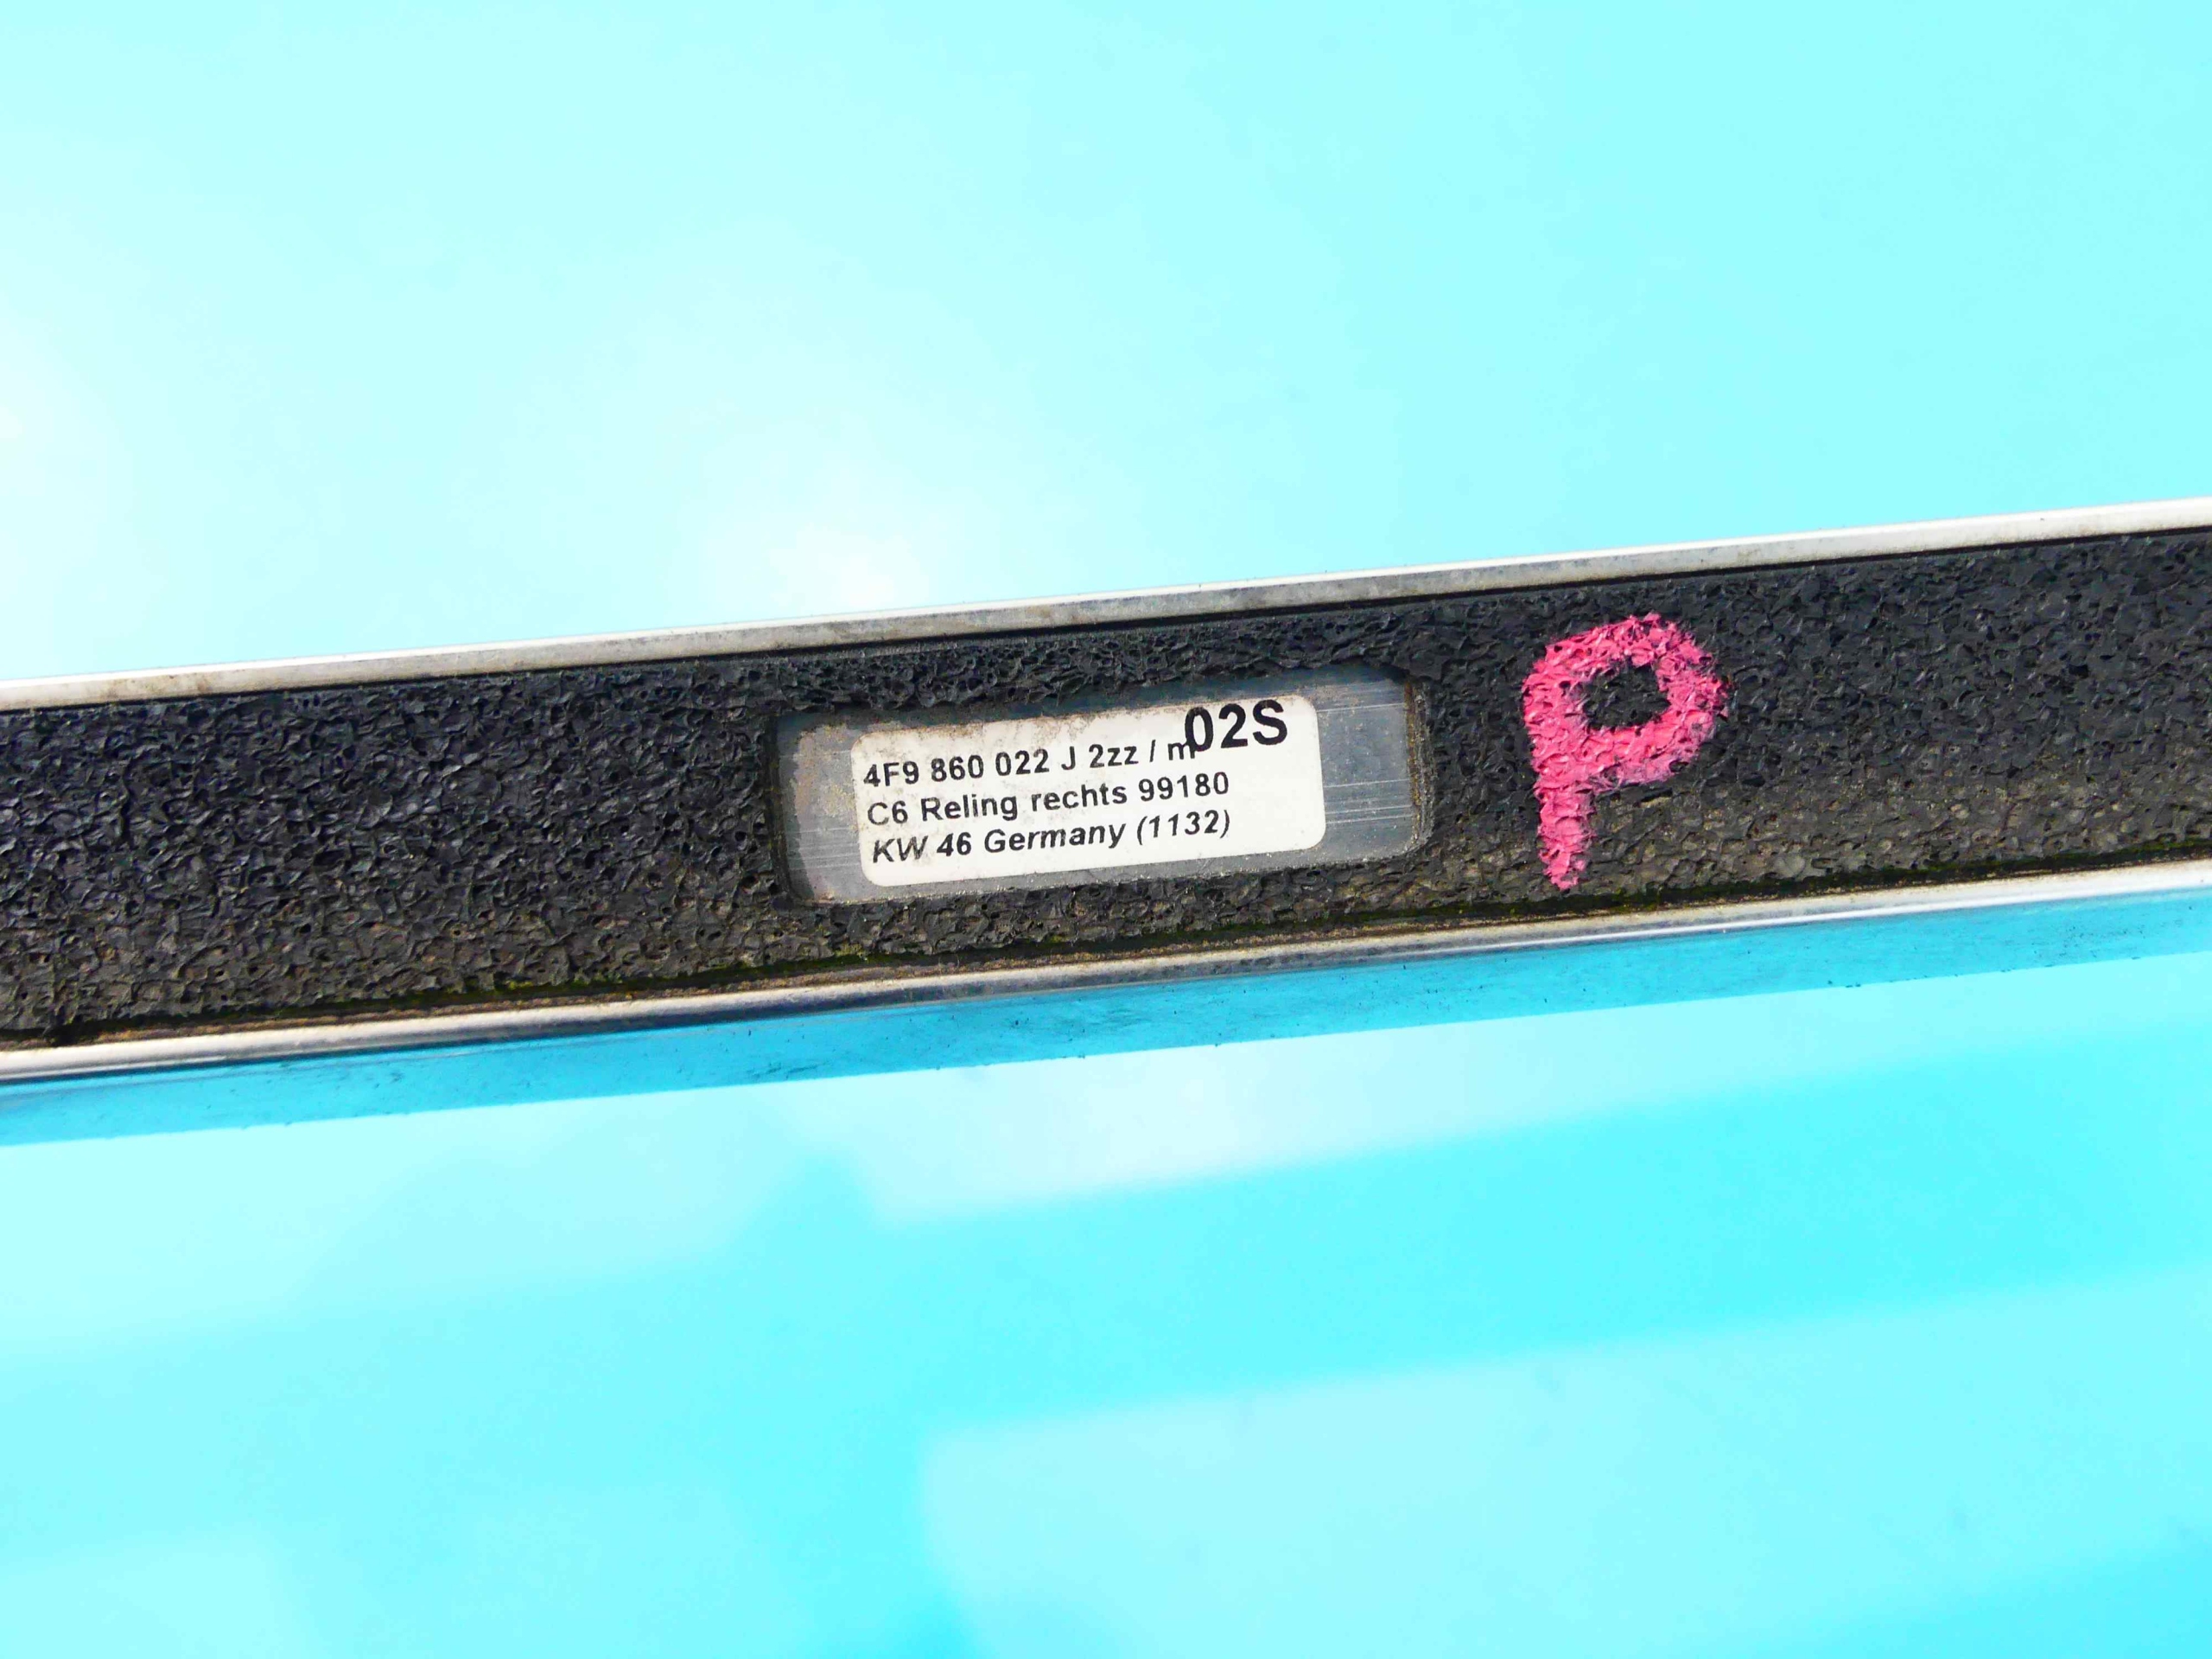 4F9 860 022 J 2zz / m 02S
C6 Reling rechts 99180
KW 46 Germany (1132)
P